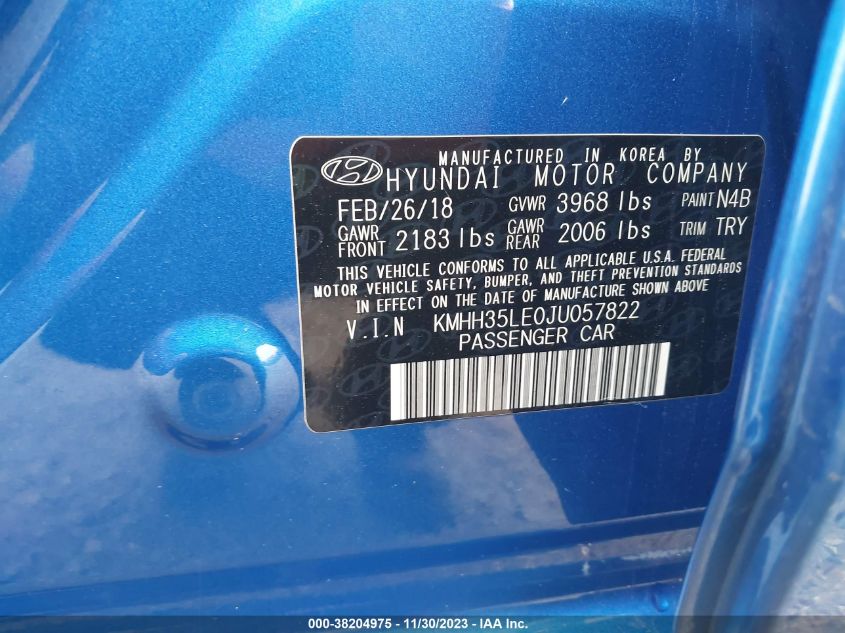 MANUFACTURED IN KOREA BY
HYUNDAI MOTOR COMPANY
FEB/26/18 GVWR 3968 lbs PAINT N4B
GAWR FRONT 2183 lbs GAWR REAR 2006 lbs TRIM TRY
THIS VEHICLE CONFORMS TO ALL APPLICABLE U.S.A. FEDERAL
MOTOR VEHICLE SAFETY, BUMPER, AND THEFT PREVENTION STANDARDS
IN EFFECT ON THE DATE OF MANUFACTURE SHOWN ABOVE
V.I.N KMHH35LE0JU057822
PASSENGER CAR
000-38204975 - 11/30/2023 - IAA Inc.